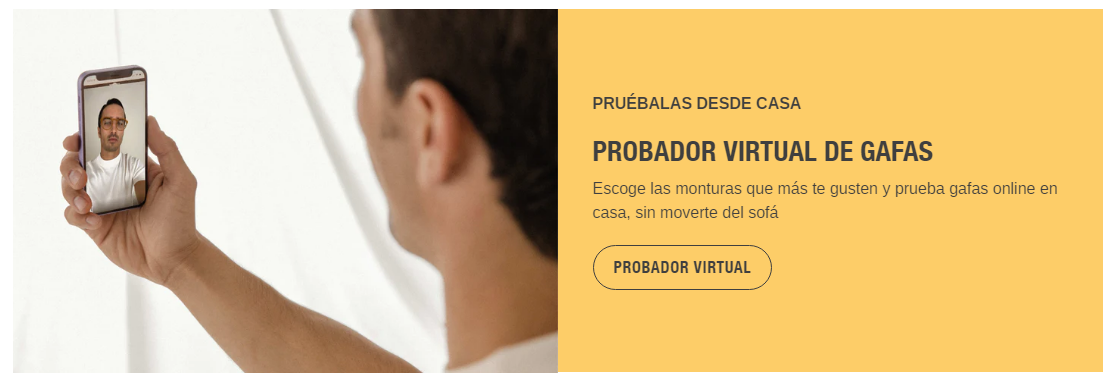 PRUÉBALAS DESDE CASA
PROBADOR VIRTUAL DE GAFAS
Escoge las monturas que más te gusten y prueba gafas online en
casa, sin moverte del sofá
PROBADOR VIRTUAL